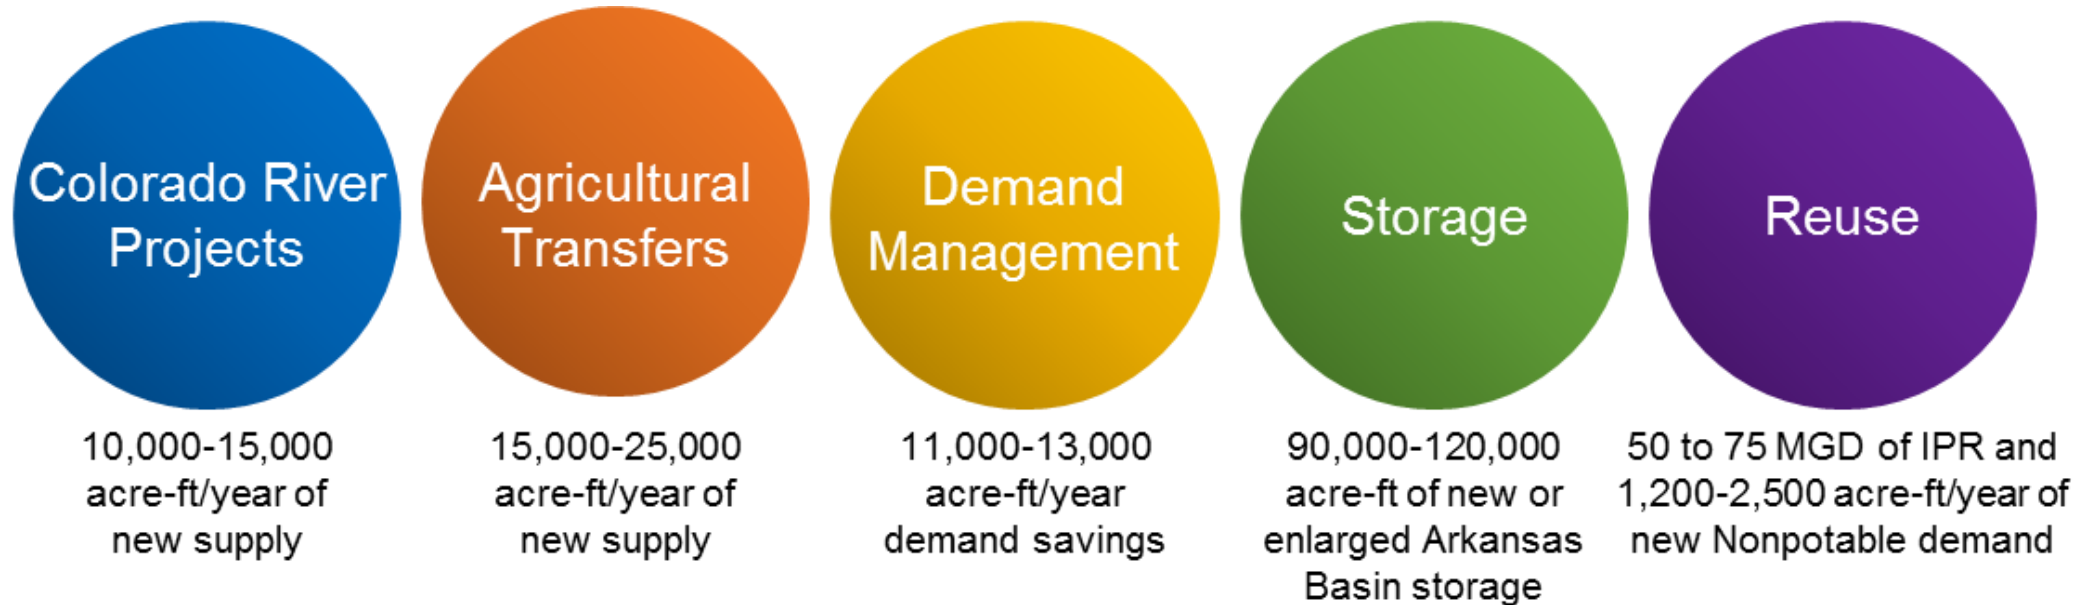 Colorado River
Projects
10,000-15,000
acre-ft/year of
new supply
Agricultural
Transfers
15,000-25,000
acre-ft/year of
new supply
Demand
Management
11,000-13,000
acre-ft/year
demand savings
Storage
90,000-120,000
acre-ft of new or
enlarged Arkansas
Basin storage
Reuse
50 to 75 MGD of IPR and
1,200-2,500 acre-ft/year of
new Nonpotable demand